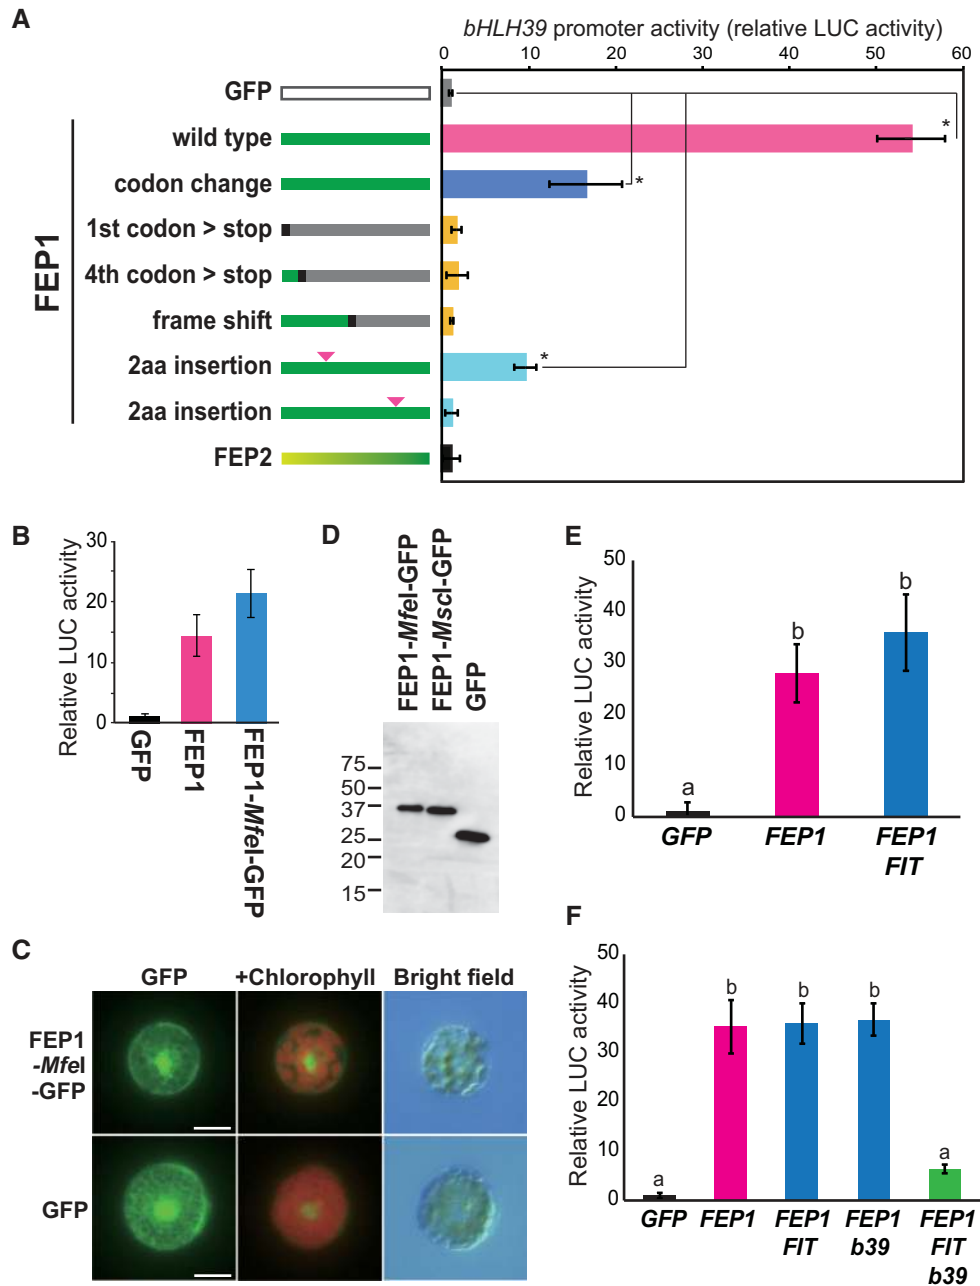 A
bHLH39 promoter activity (relative LUC activity)
0 10 20 30 40 50 60
GFP
FEP1
wild type
*
codon change
*
1st codon > stop
4th codon > stop
frame shift
2aa insertion
*
2aa insertion
FEP2
B
Relative LUC activity
30
20
10
0
GFP
FEP1
FEP1-MfeI-GFP
D
FEP1-MfeI-GFP
FEP1-MscI-GFP
GFP
75
50
37
25
20
15
E
Relative LUC activity
50
40
30
20
10
0
a
b
b
GFP
FEP1
FEP1
FIT
C
GFP
+Chlorophyll
Bright field
FEP1
-MfeI
-GFP
GFP
F
Relative LUC activity
50
40
30
20
10
0
a
b
b
b
a
GFP
FEP1
FEP1
FIT
FEP1
b39
FEP1
FIT
b39